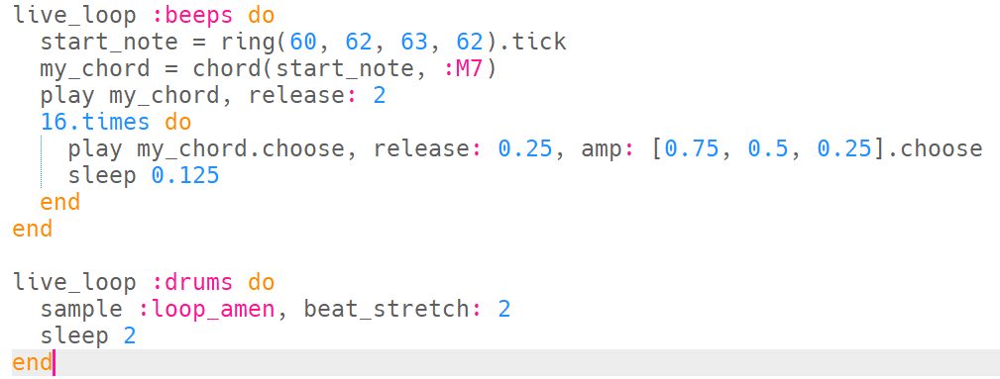 live_loop :beeps do
  start_note = ring(60, 62, 63, 62).tick
  my_chord = chord(start_note, :M7)
  play my_chord, release: 2
  16.times do
    play my_chord.choose, release: 0.25, amp: [0.75, 0.5, 0.25].choose
    sleep 0.125
  end
end

live_loop :drums do
  sample :loop_amen, beat_stretch: 2
  sleep 2
end